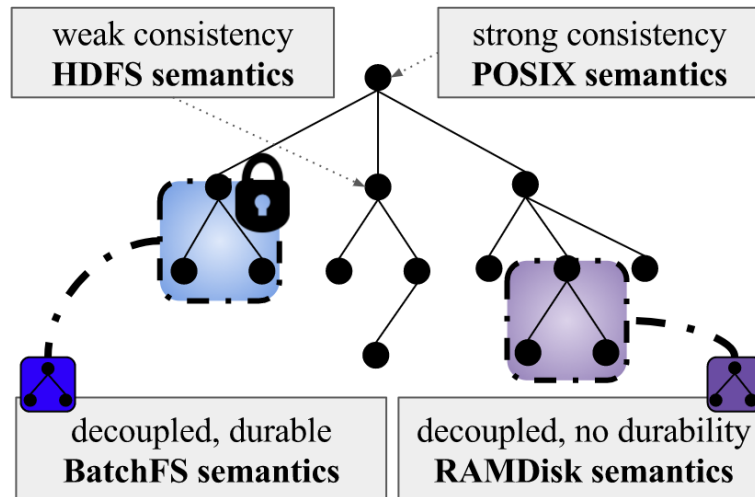 weak consistency
HDFS semantics
strong consistency
POSIX semantics
decoupled, durable
BatchFS semantics
decoupled, no durability
RAMDisk semantics